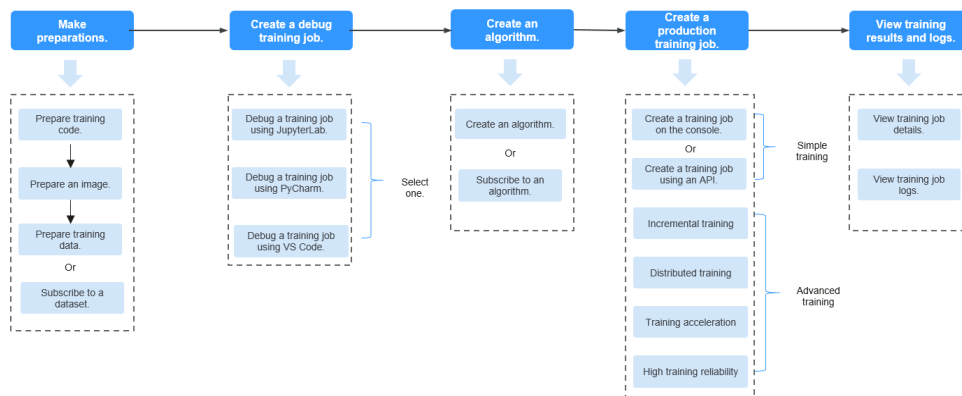 Make
preparations.
Create a debug
training job.
Create an
algorithm.
Create a
production
training job.
View training
results and logs.
Prepare training
code.
Prepare an image.
Prepare training
data.
Or
Subscribe to a
dataset.
Debug a training job
using JupyterLab.
Debug a training job
using PyCharm.
Debug a training job
using VS Code.
Select
one.
Create an algorithm.
Or
Subscribe to an
algorithm.
Create a training job
on the console.
Or
Create a training job
using an API.
Simple
training
Incremental training
Distributed training
Training acceleration
High training reliability
Advanced
training
View training job
details.
View training job
logs.